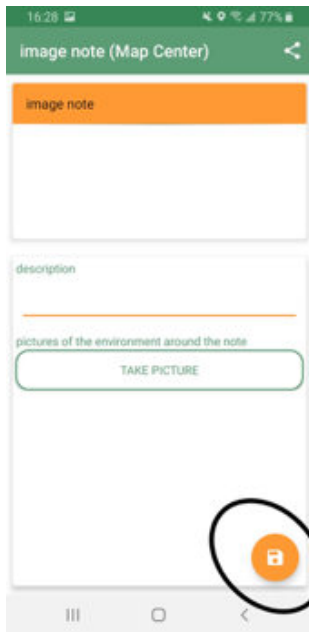 16:28 77%
image note (Map Center)
image note
description
pictures of the environment around the note
TAKE PICTURE